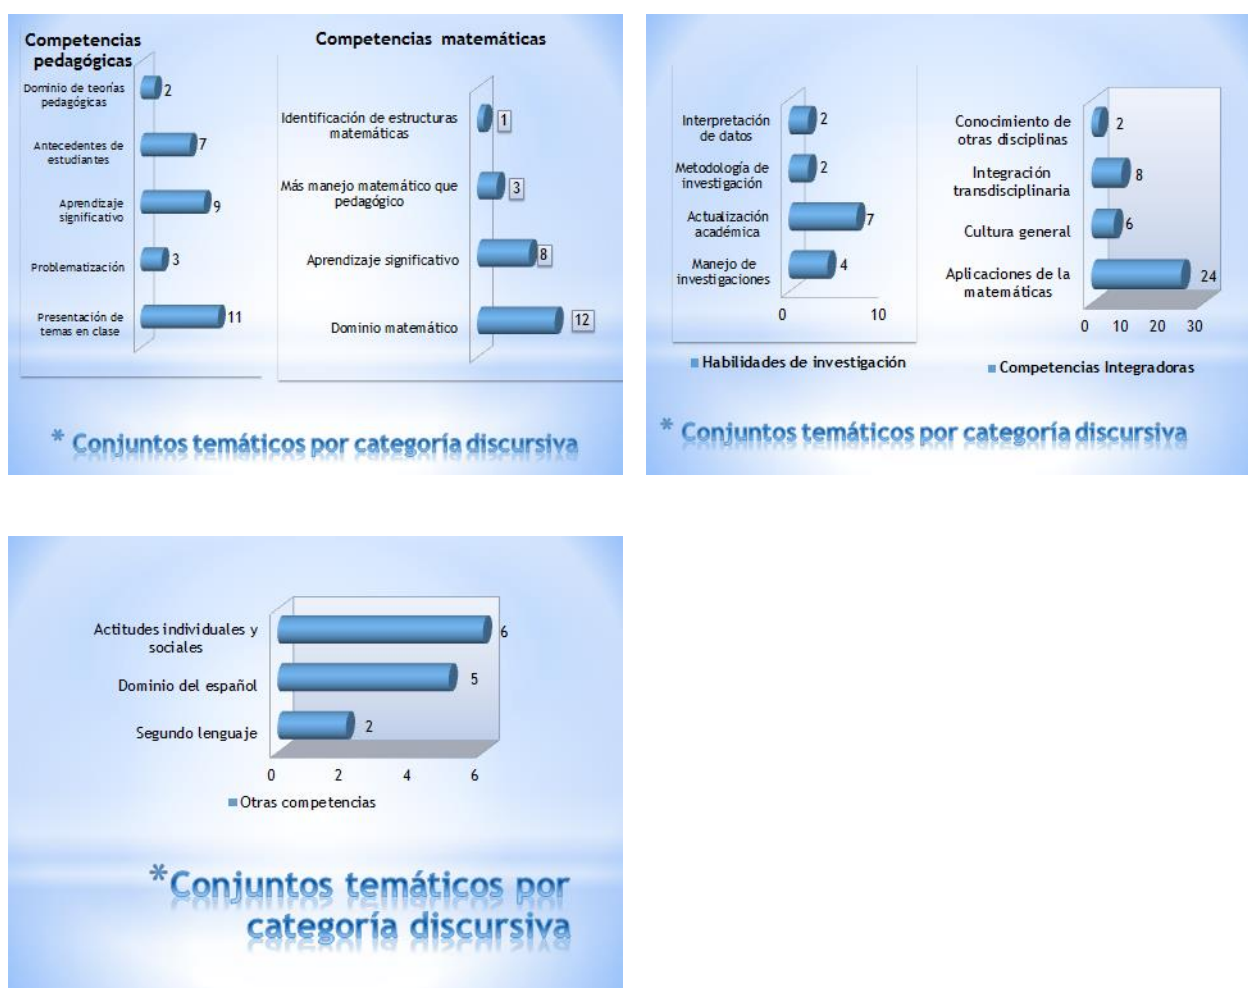 Competencias
pedagógicas
Dominio de teorías
pedagógicas
2
Antecedentes de
estudiantes
7
Aprendizaje
significativo
9
Problematización
3
Presentación de
temas en clase
11
Competencias matemáticas
Identificación de estructuras
matemáticas
1
Más manejo matemático que
pedagógico
3
Aprendizaje significativo
8
Dominio matemático
12
* Conjuntos temáticos por categoría discursiva
Interpretación
de datos
2
Metodología de
investigación
2
Actualización
académica
7
Manejo de
investigaciones
4
0 10
Habilidades de investigación
Conocimiento de
otras disciplinas
2
Integración
transdisciplinaria
8
Cultura general
6
Aplicaciones de la
matemáticas
24
0 10 20 30
Competencias Integradoras
* Conjuntos temáticos por categoría discursiva
Actitudes individuales y
sociales
6
Dominio del español
5
Segundo lenguaje
2
0 2 4 6
Otras competencias
*Conjuntos temáticos por
categoría discursiva